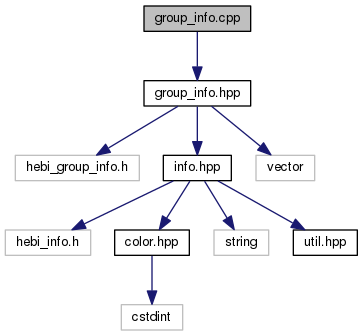 group_info.cpp
group_info.hpp
hebi_group_info.h
info.hpp
vector
hebi_info.h
color.hpp
string
util.hpp
cstdint